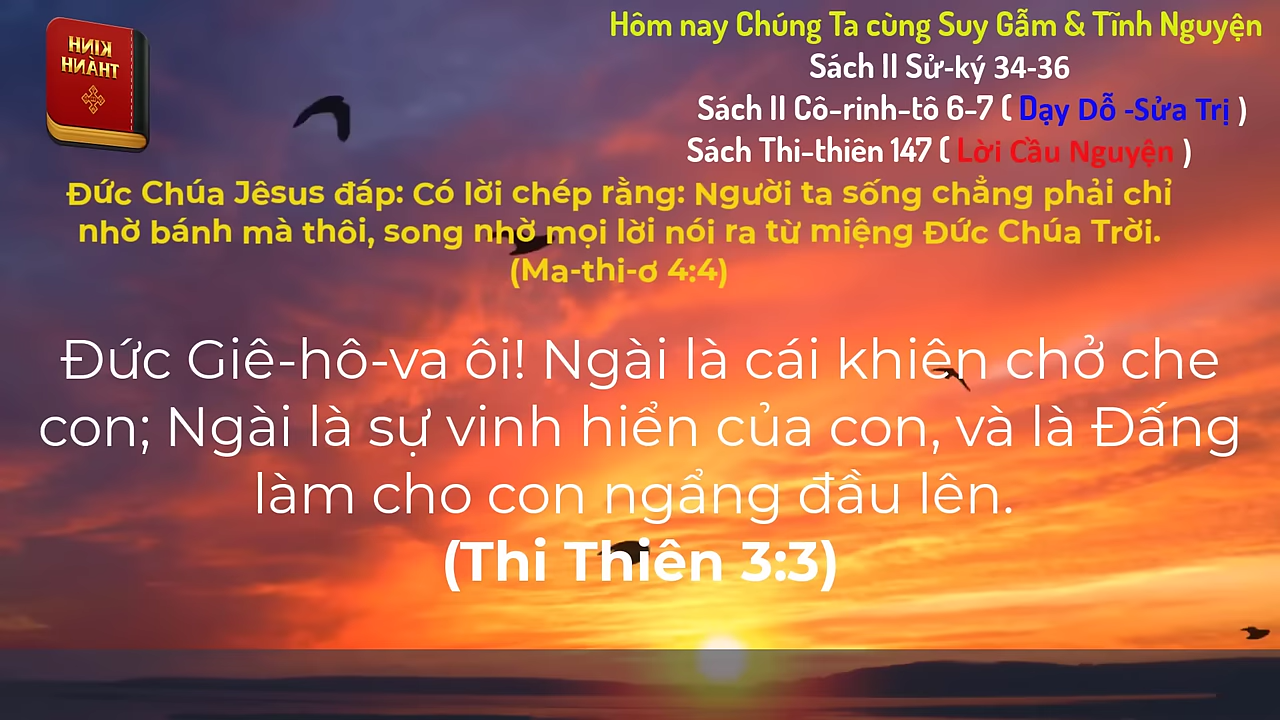 KINH
THÀNH
Hôm nay Chúng Ta cùng Suy Gẫm & Tĩnh Nguyện
Sách II Sử-ký 34-36
Sách II Cô-rinh-tô 6-7 ( Dạy Dỗ -Sửa Trị )
Sách Thi-thiên 147 ( Lời Cầu Nguyện )
Đức Chúa Jêsus đáp: Có lời chép rằng: Người ta sống chẳng phải chỉ
nhờ bánh mà thôi, song nhờ mọi lời nói ra từ miệng Đức Chúa Trời.
(Ma-thi-ơ 4:4)
Đức Giê-hô-va ôi! Ngài là cái khiên chở che
con; Ngài là sự vinh hiển của con, và là Đấng
làm cho con ngẩng đầu lên.
(Thi Thiên 3:3)